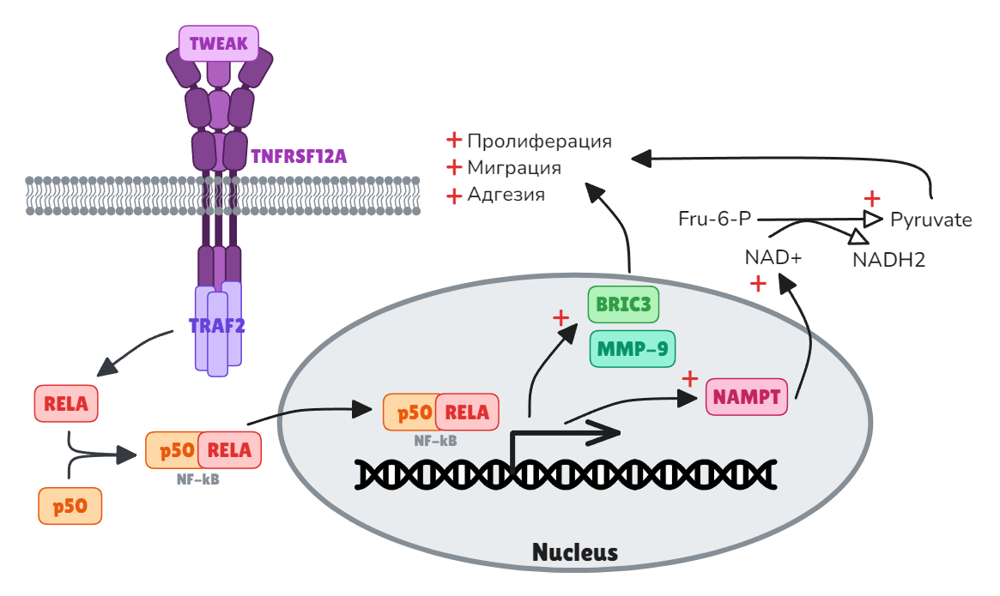 TWEAK
TNFRSF12A
+ Пролиферация
+ Миграция
+ Адгезия
+
Fru-6-P
Pyruvate
NAD+
NADH2
+
BRIC3
+
MMP-9
TRAF2
+
NAMPT
RELA
p50 RELA
NF-kB
p50 RELA
NF-kB
p50
Nucleus